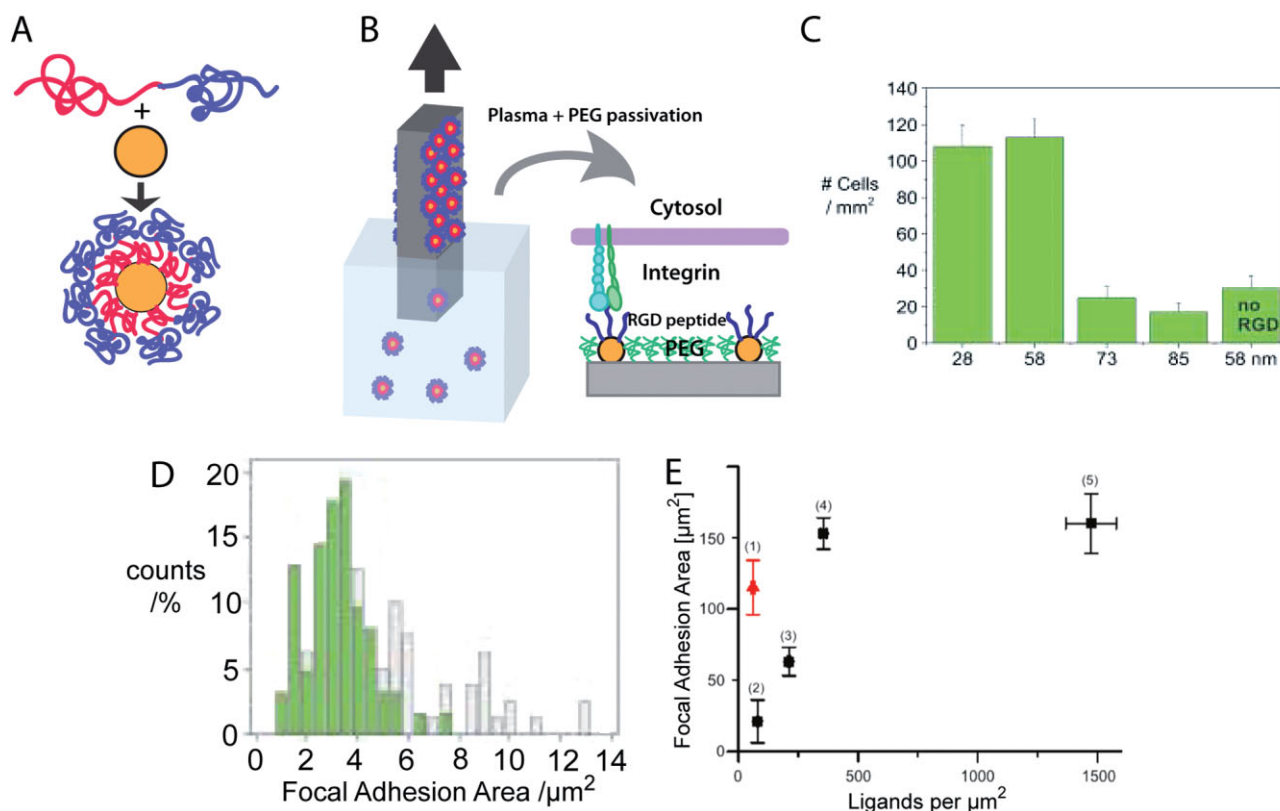 A
+
B
Plasma + PEG passivation
Cytosol
Integrin
RGD peptide
PEG
C
140
120
100
80
60
40
20
0
# Cells
/ mm²
no
RGD
28 58 73 85 58 nm
D
20
15
10
5
0
counts
/%
0 2 4 6 8 10 12 14
Focal Adhesion Area /µm²
E
Focal Adhesion Area [µm²]
150
100
50
0
(1)
(2)
(3)
(4)
(5)
0 500 1000 1500
Ligands per µm²